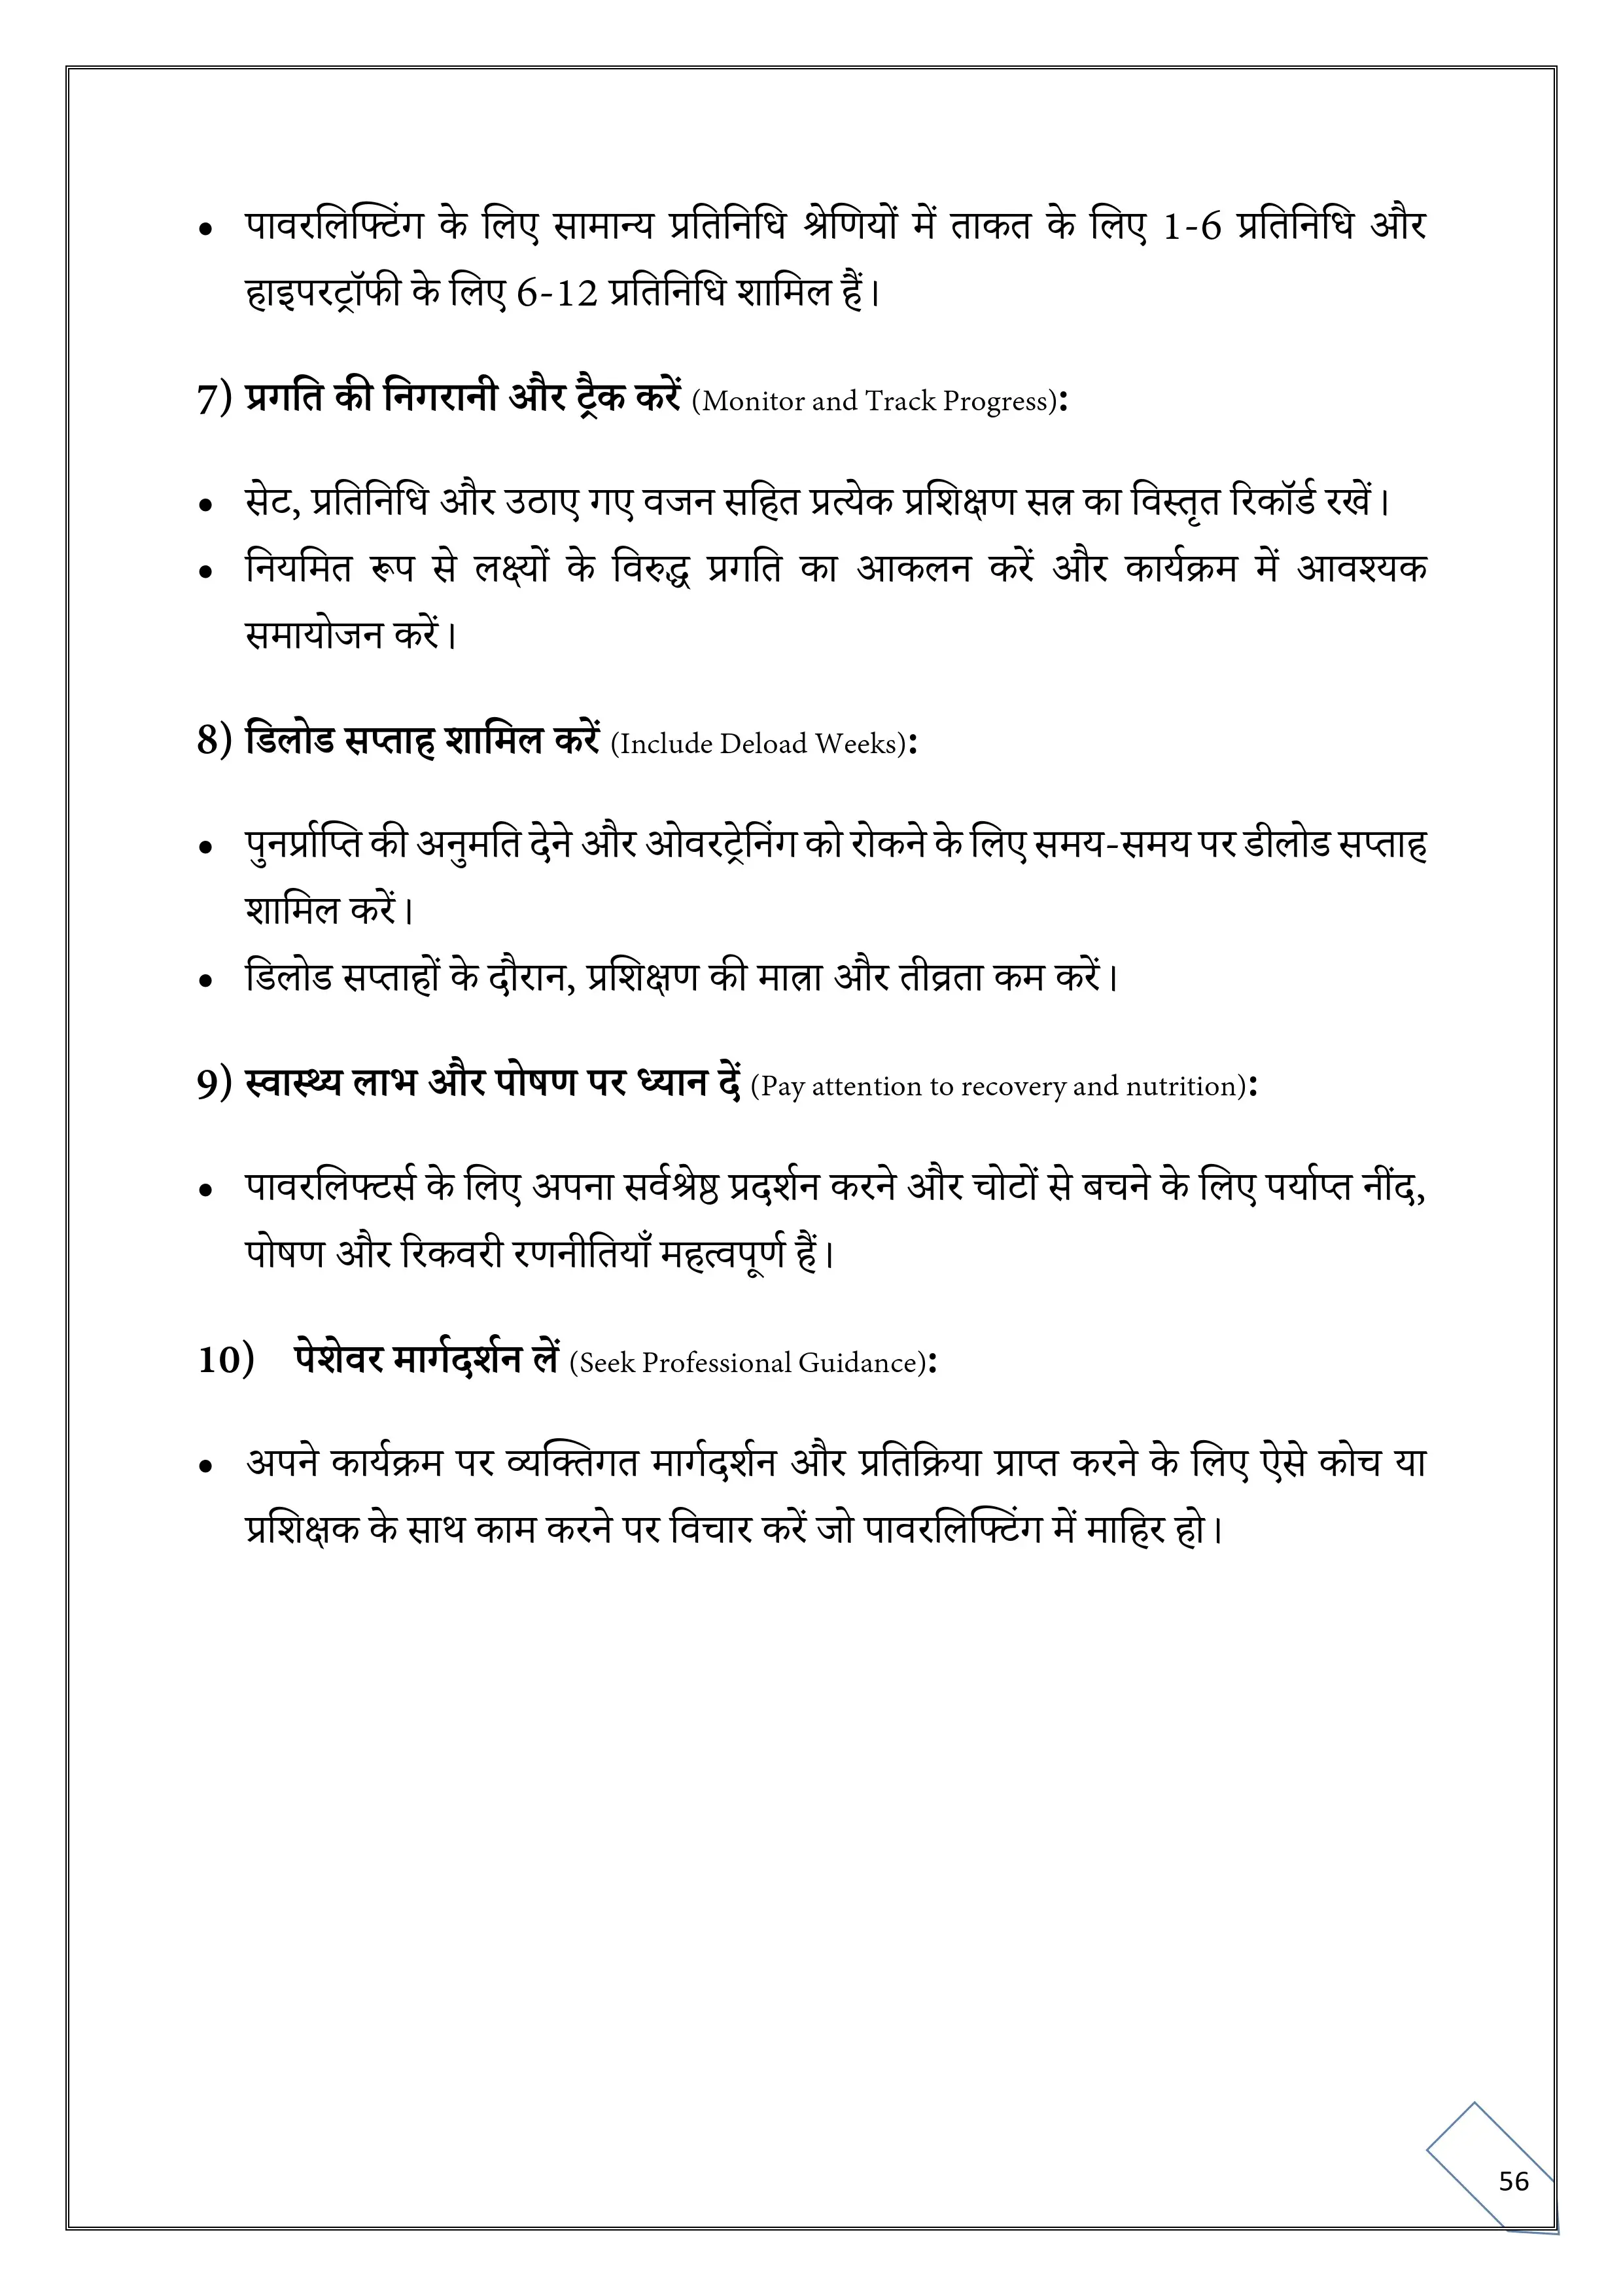 • पावरलिफ्टिंग के लिए सामान्य प्रतिनिधि श्रेणियों में ताकत के लिए 1-6 प्रतिनिधि और
हाइपरट्रॉफी के लिए 6-12 प्रतिनिधि शामिल हैं।
7) प्रगति की निगरानी और ट्रैक करें (Monitor and Track Progress):
• सेट, प्रतिनिधि और उठाए गए वजन सहित प्रत्येक प्रशिक्षण सत्र का विस्तृत रिकॉर्ड रखें।
• नियमित रूप से लक्ष्यों के विरुद्ध प्रगति का आकलन करें और कार्यक्रम में आवश्यक
समायोजन करें।
8) डिलोड सप्ताह शामिल करें (Include Deload Weeks):
• पुनर्प्राप्ति की अनुमति देने और ओवरट्रेनिंग को रोकने के लिए समय-समय पर डीलोड सप्ताह
शामिल करें।
• डिलोड सप्ताहों के दौरान, प्रशिक्षण की मात्रा और तीव्रता कम करें।
9) स्वास्थ्य लाभ और पोषण पर ध्यान दें (Pay attention to recovery and nutrition):
• पावरलिफ्टर्स के लिए अपना सर्वश्रेष्ठ प्रदर्शन करने और चोटों से बचने के लिए पर्याप्त नींद,
पोषण और रिकवरी रणनीतियाँ महत्वपूर्ण हैं।
10) पेशेवर मार्गदर्शन लें (Seek Professional Guidance):
• अपने कार्यक्रम पर व्यक्तिगत मार्गदर्शन और प्रतिक्रिया प्राप्त करने के लिए ऐसे कोच या
प्रशिक्षक के साथ काम करने पर विचार करें जो पावरलिफ्टिंग में माहिर हो।
56